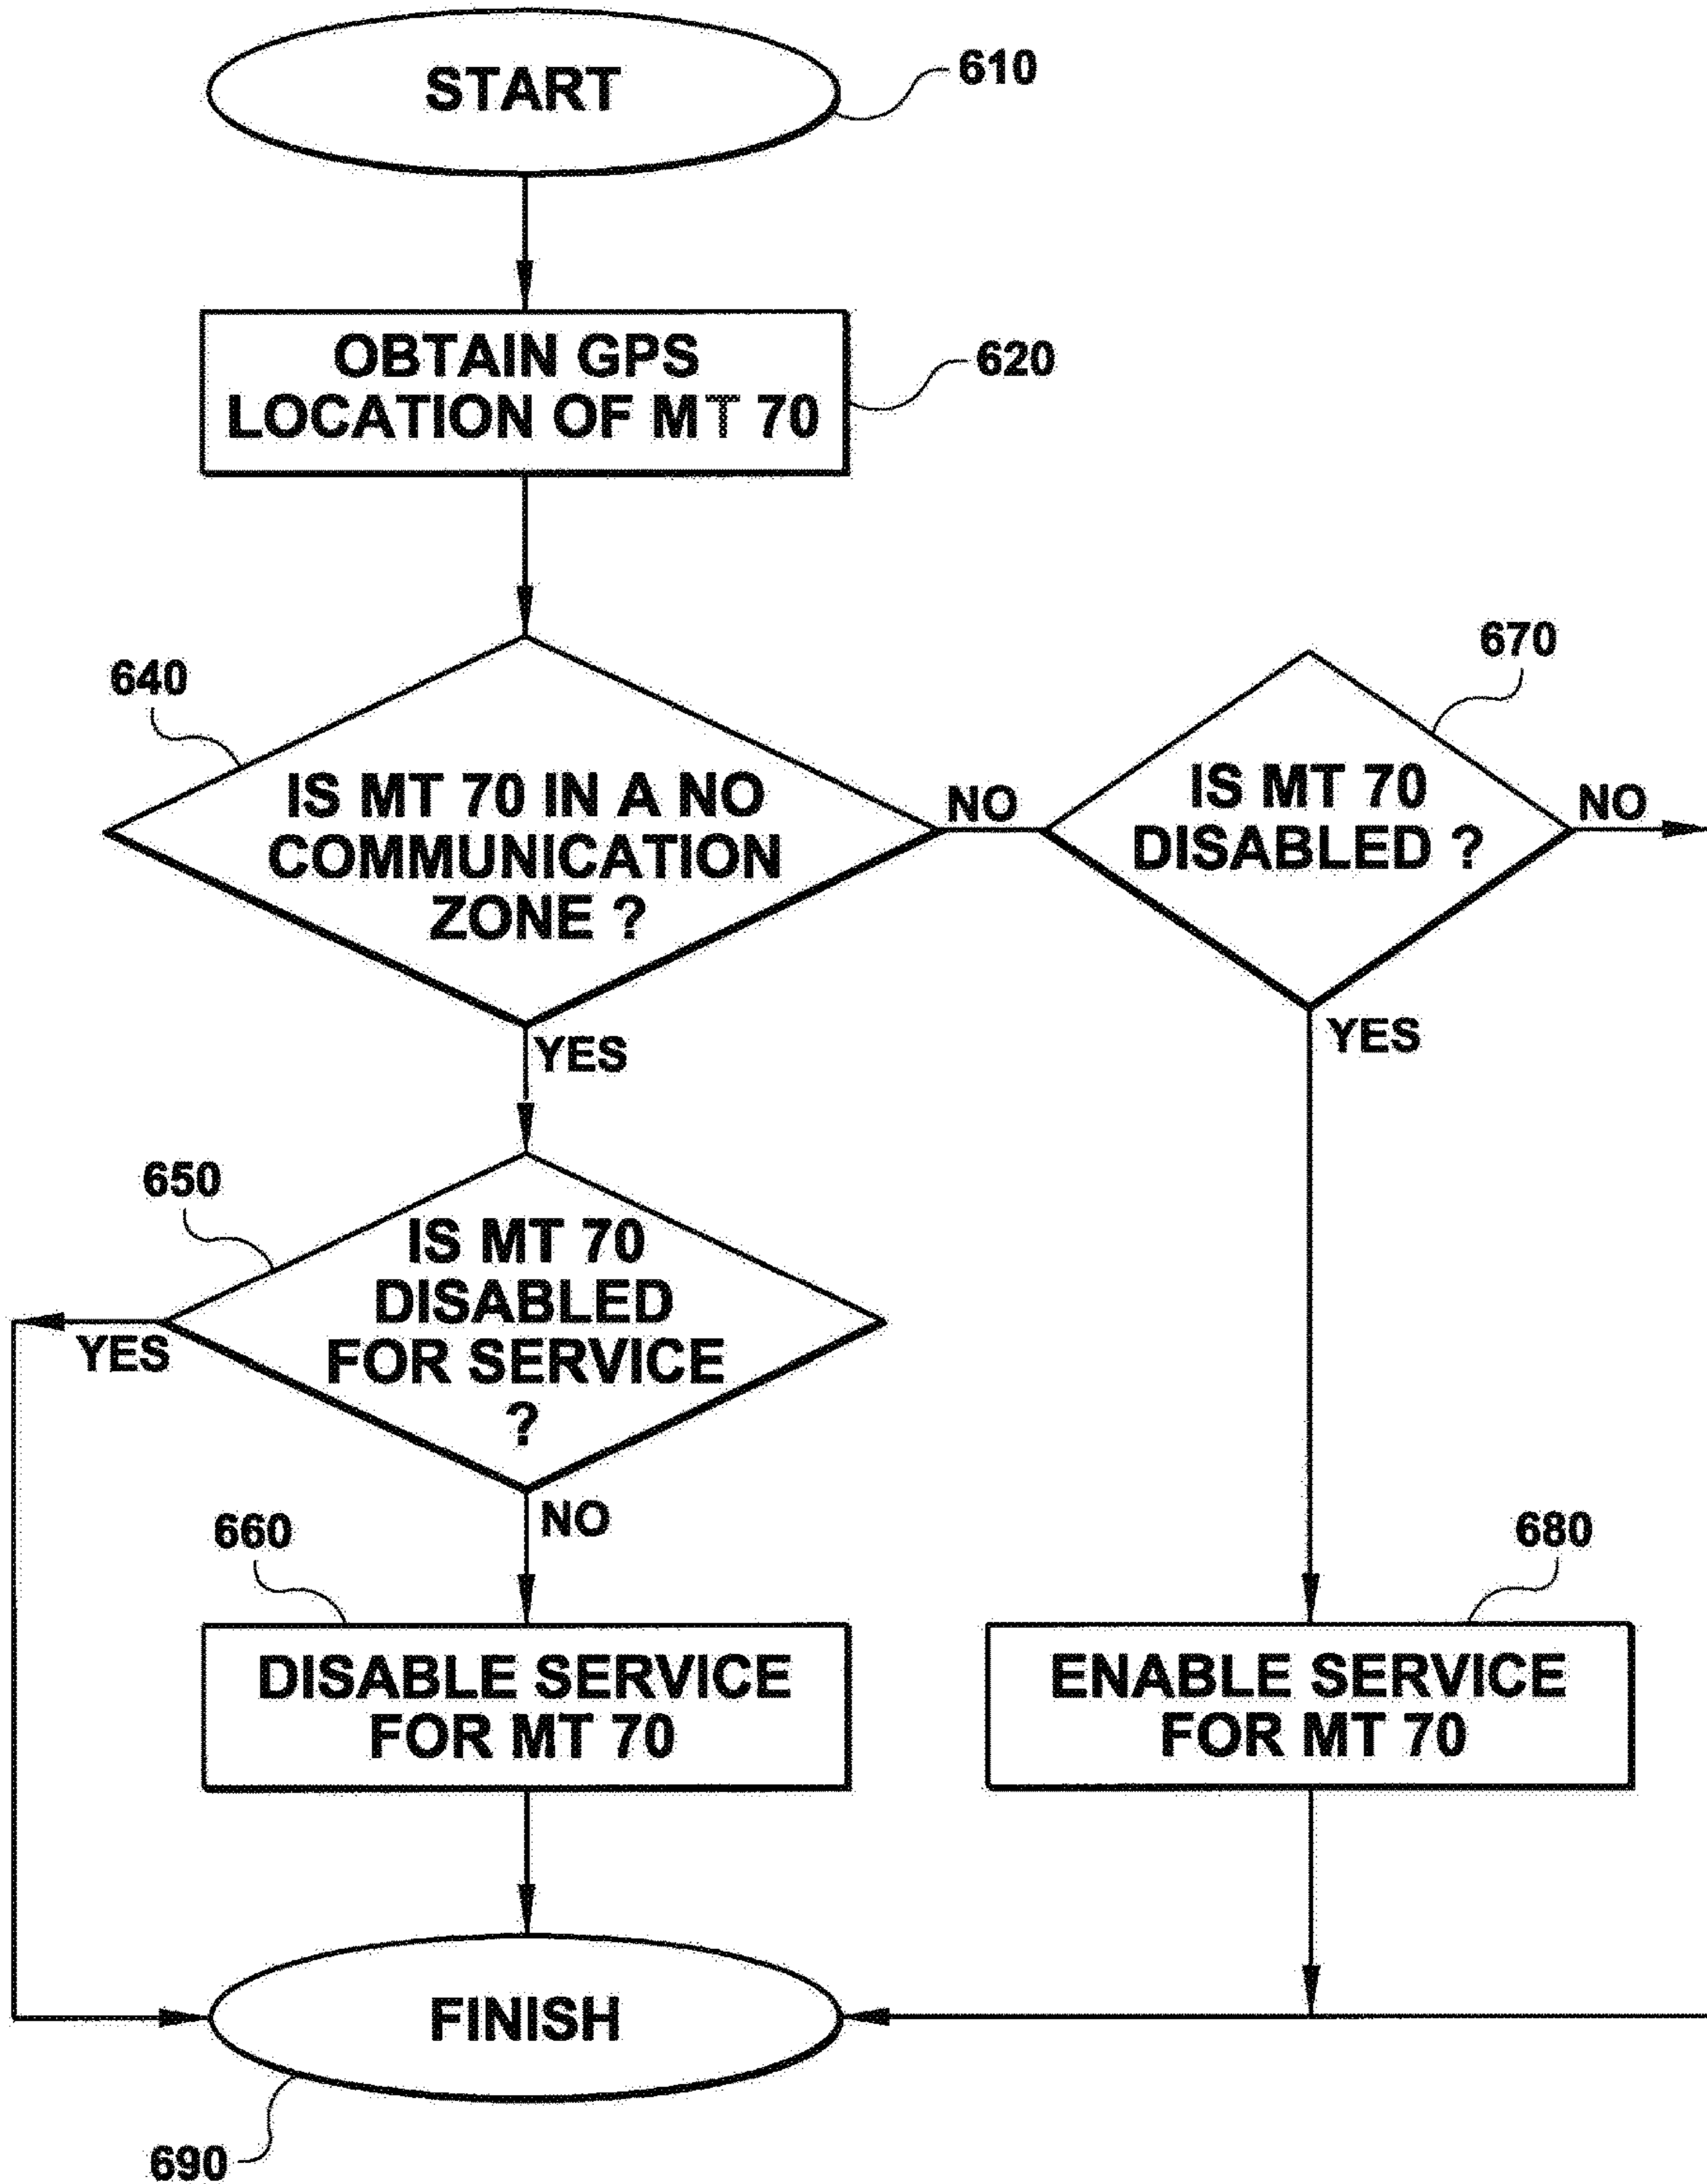 START
610
OBTAIN GPS
LOCATION OF MT 70
620
640
IS MT 70 IN A NO
COMMUNICATION
ZONE ?
NO
YES
670
IS MT 70
DISABLED ?
NO
YES
650
IS MT 70
DISABLED
FOR SERVICE
?
YES
NO
660
DISABLE SERVICE
FOR MT 70
680
ENABLE SERVICE
FOR MT 70
FINISH
690